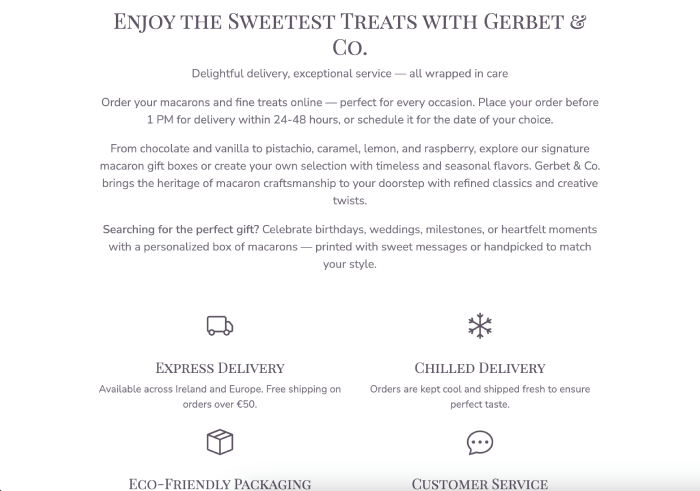 Enjoy the Sweetest Treats with Gerbet &
Co.
Delightful delivery, exceptional service — all wrapped in care
Order your macarons and fine treats online — perfect for every occasion. Place your order before
1 PM for delivery within 24-48 hours, or schedule it for the date of your choice.
From chocolate and vanilla to pistachio, caramel, lemon, and raspberry, explore our signature
macaron gift boxes or create your own selection with timeless and seasonal flavors. Gerbet & Co.
brings the heritage of macaron craftsmanship to your doorstep with refined classics and creative
twists.
Searching for the perfect gift? Celebrate birthdays, weddings, milestones, or heartfelt moments
with a personalized box of macarons — printed with sweet messages or handpicked to match
your style.
Express Delivery
Available across Ireland and Europe. Free shipping on
orders over €50.
Chilled Delivery
Orders are kept cool and shipped fresh to ensure
perfect taste.
Eco-Friendly Packaging
Customer Service